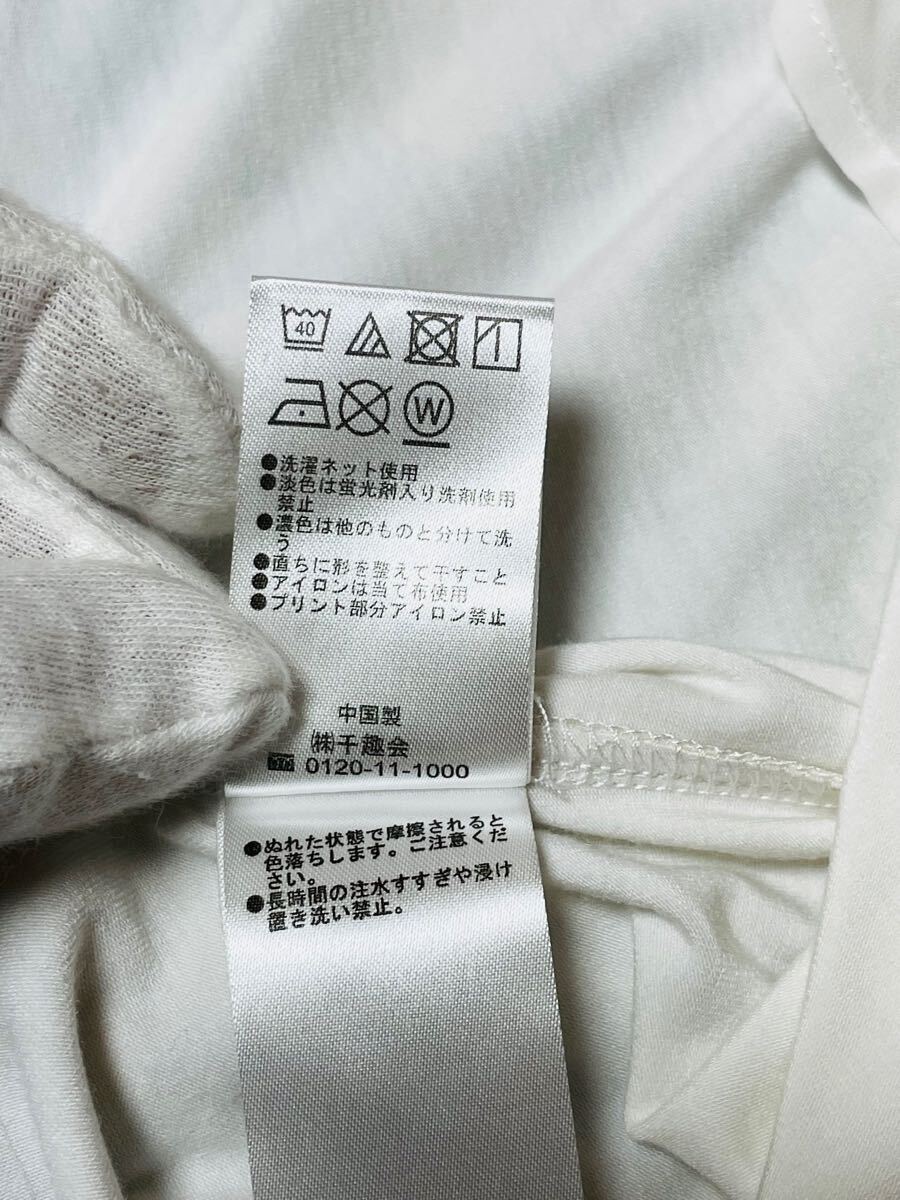 40
W
●洗濯ネット使用
●淡色は蛍光剤入り洗剤使用
禁止
●濃色は他のものと分けて洗
う
●直ちに形を整えて干すこと
●アイロンは当て布使用
●プリント部分アイロン禁止
中国製
㈱千趣会
0120-11-1000
●ぬれた状態で摩擦されると
色落ちします。ご注意くだ
さい。
●長時間の注水すすぎや浸け
置き洗い禁止。